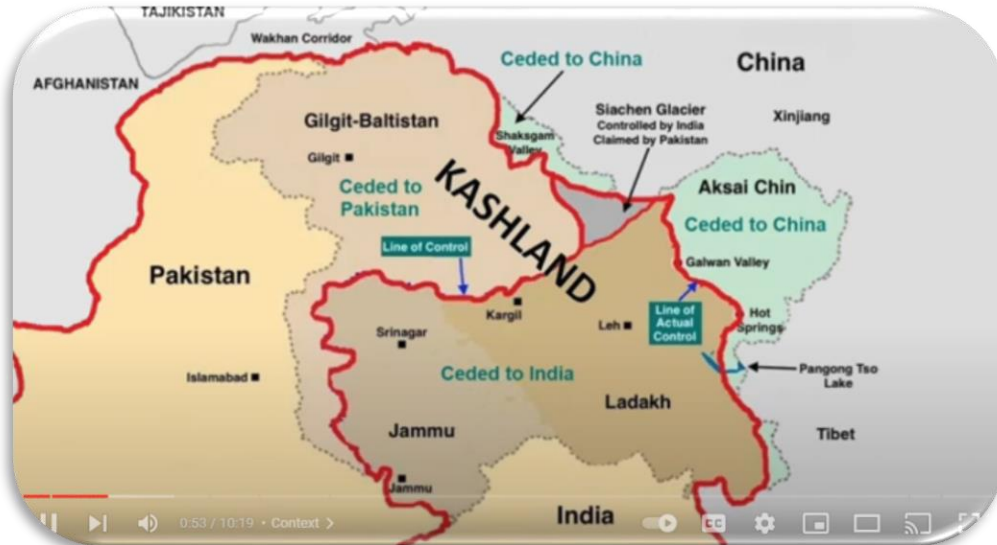 TAJIKISTAN
Wakhan Corridor
AFGHANISTAN
Ceded to China
China
Xinjiang
Siachen Glacier
Controlled by India
Claimed by Pakistan
Shaksgam
Valley
Gilgit-Baltistan
Gilgit
Ceded to
Pakistan
KASHLAND
Aksai Chin
Ceded to China
Line of Control
Galwan Valley
Pakistan
Kargil
Leh
Line of
Actual
Control
Hot
Springs
Srinagar
Islamabad
Ceded to India
Pangong Tso
Lake
Ladakh
Jammu
Tibet
Jammu
India
0:53 / 10:19 • Context >
CC